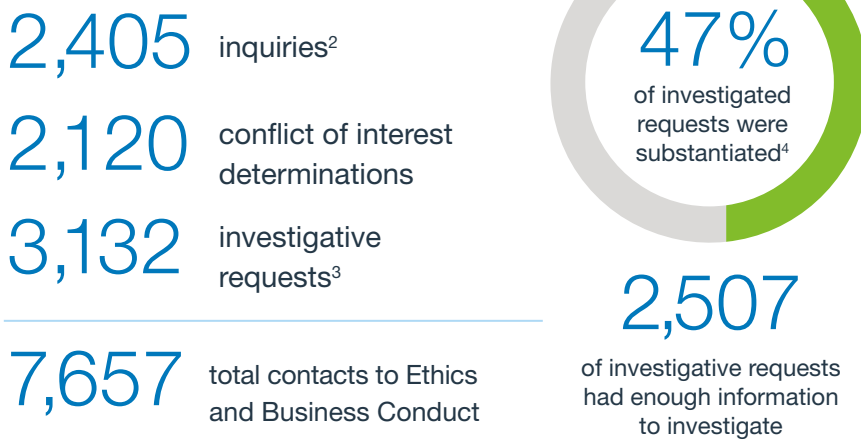 2,405 inquiries²
2,120 conflict of interest
determinations
3,132 investigative
requests³
7,657 total contacts to Ethics
and Business Conduct
47%
of investigated
requests were
substantiated⁴
2,507
of investigative requests
had enough information
to investigate